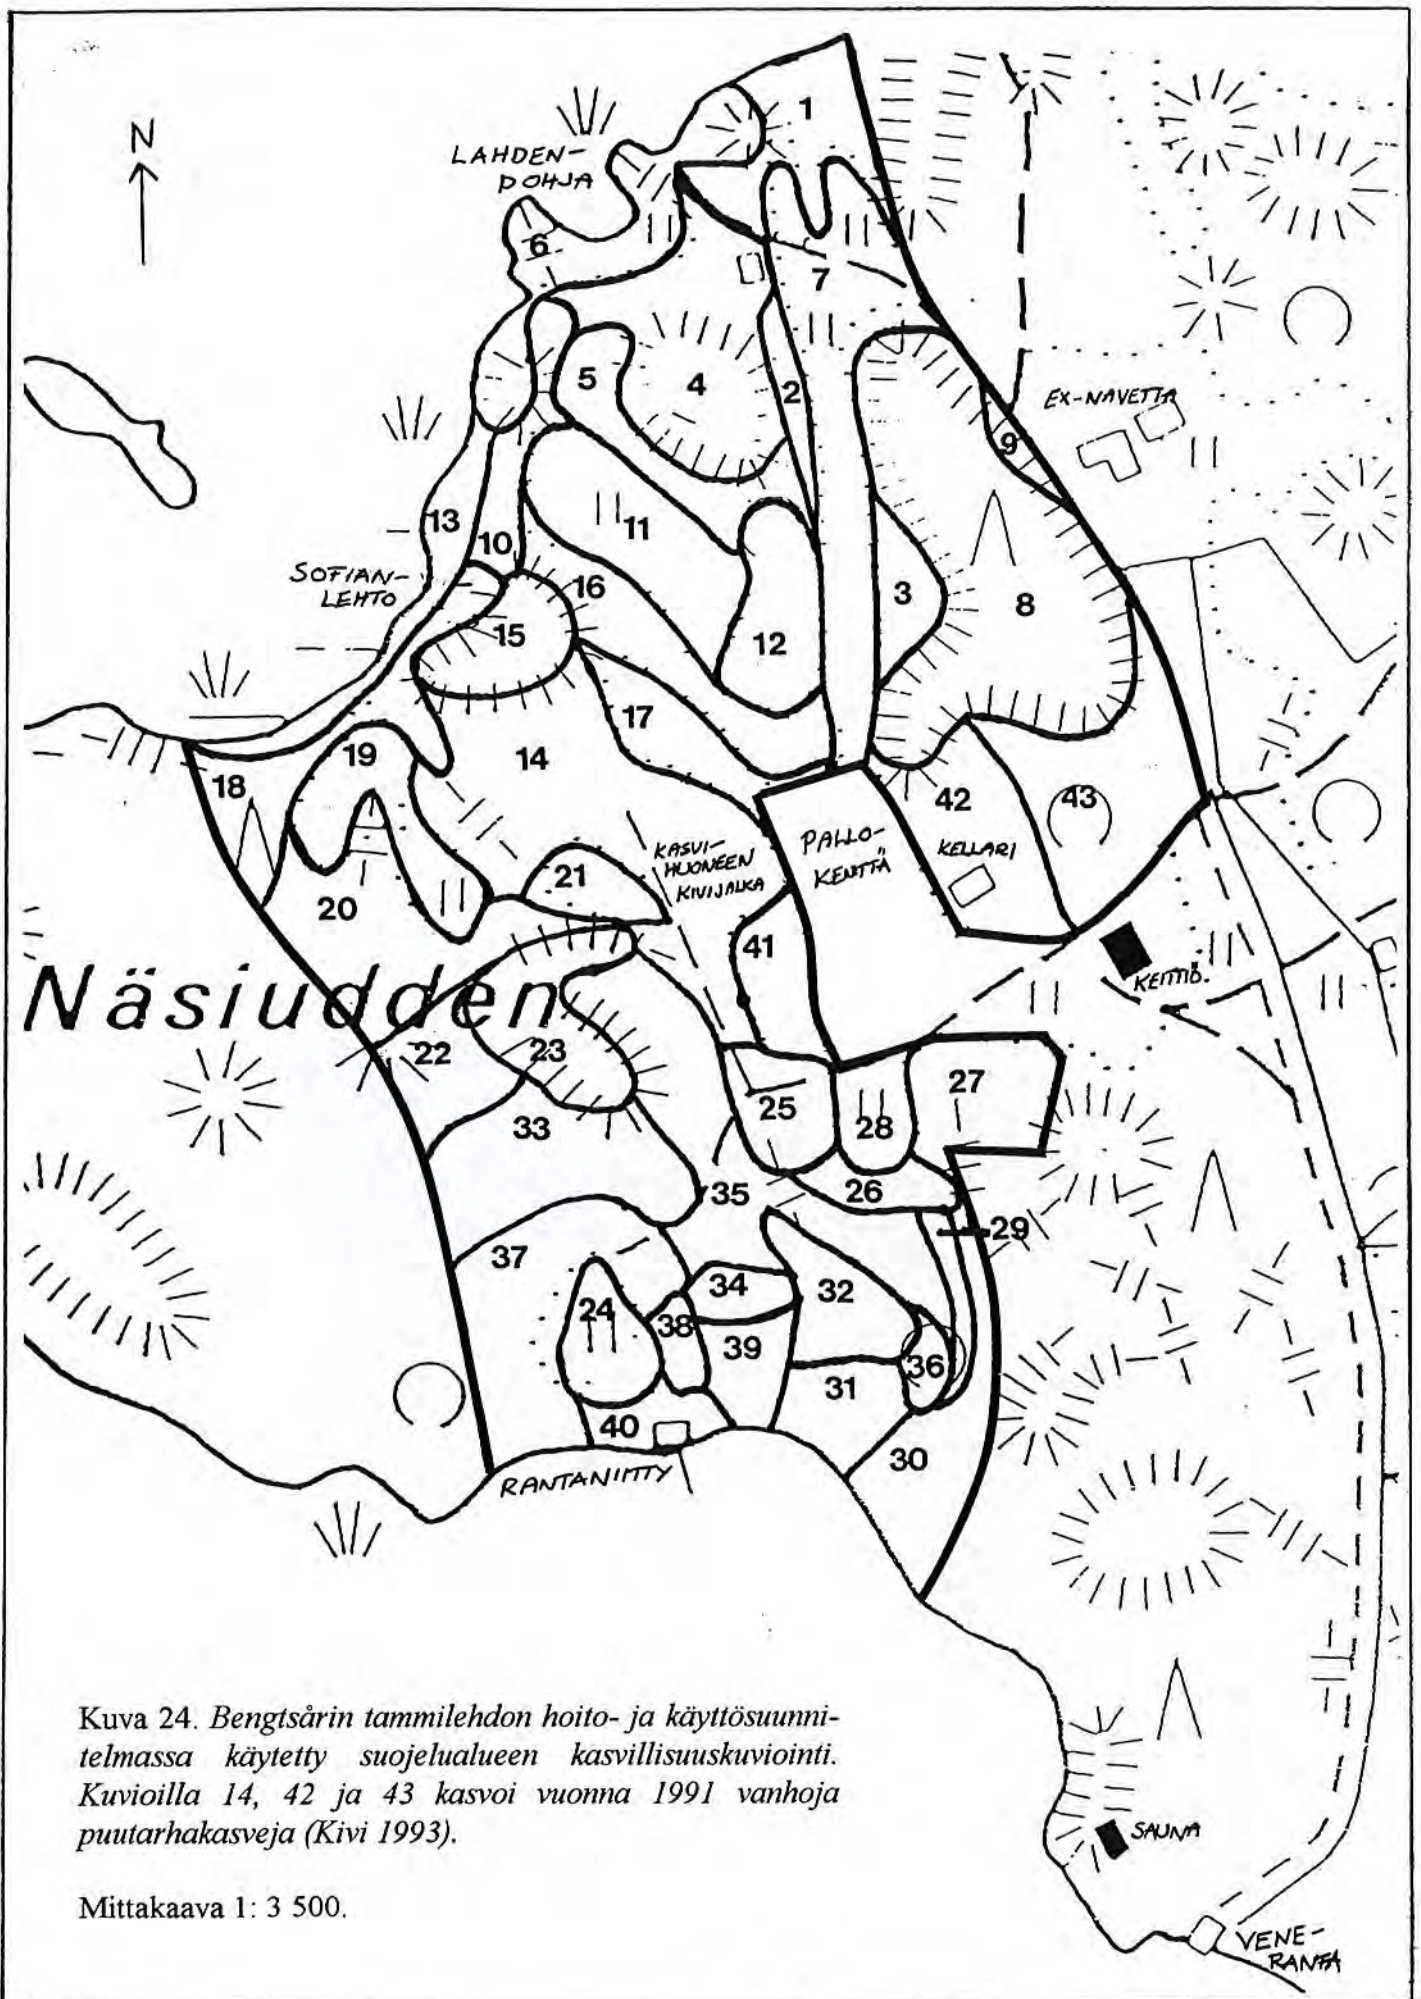 N
LAHDEN-
POHJA
1
6
7
5
4
2
EX-NAVETTA
9
13
10
11
SOFIAN-
LEHTO
16
3
8
15
12
17
19
14
18
42
43
KASVI-
HUONEEN
KIVIJALKA
PALLO-
KENTTÄ
KELLARI
21
20
41
KEITTIÖ.
Näsiudden
22
23
27
25
28
33
35
26
29
37
34
32
24
38
39
36
31
40
30
RANTANIITTY
Kuva 24. Bengtsårin tammilehdon hoito- ja käyttösuunni-
telmassa käytetty suojelualueen kasvillisuuskuviointi.
Kuvioilla 14, 42 ja 43 kasvoi vuonna 1991 vanhoja
puutarhakasveja (Kivi 1993).
SAUNA
Mittakaava 1: 3 500.
VENE-
RANTA